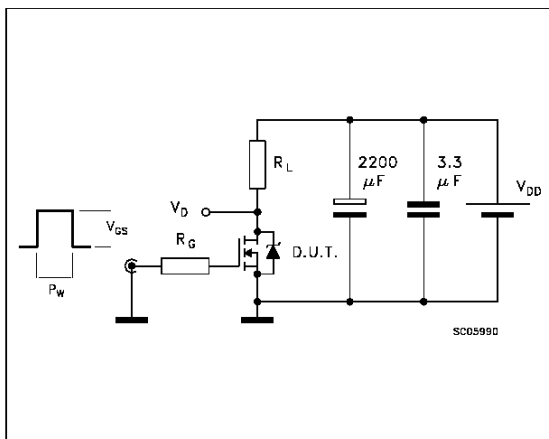 R_L
2200
μF
3.3
μF
V_DD
V_D
V_GS
R_G
D.U.T.
P_W
SC05990